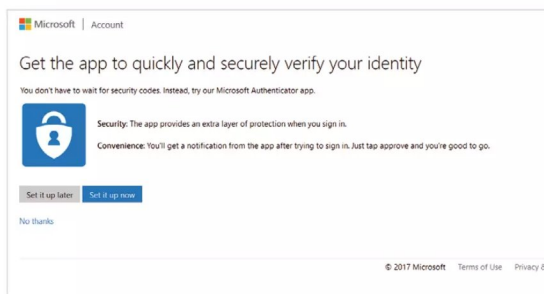 Microsoft | Account
Get the app to quickly and securely verify your identity
You don't have to wait for security codes. Instead, try our Microsoft Authenticator app.
Security: The app provides an extra layer of protection when you sign in.
Convenience: You'll get a notification from the app after trying to sign in. Just tap approve and you're good to go.
Set it up later Set it up now
No thanks
© 2017 Microsoft Terms of Use Privacy &